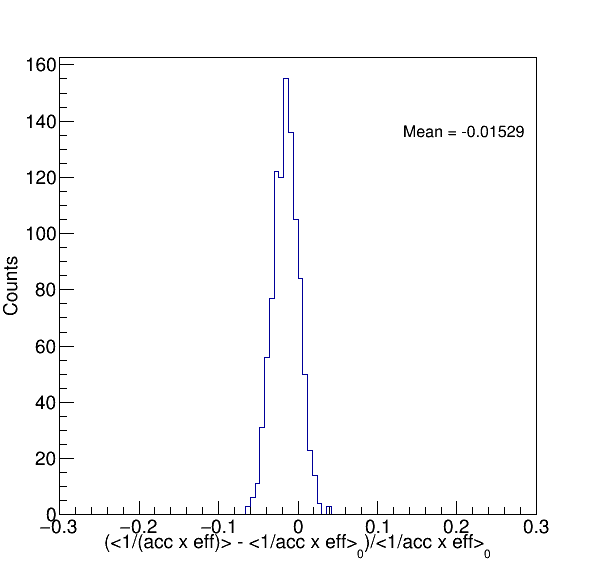 160
140
120
100
80
60
40
20
0
Counts
Mean = -0.01529
−0.3 −0.2 −0.1 0 0.1 0.2 0.3
(<1/(acc x eff)> - <1/acc x eff>₀)/<1/acc x eff>₀